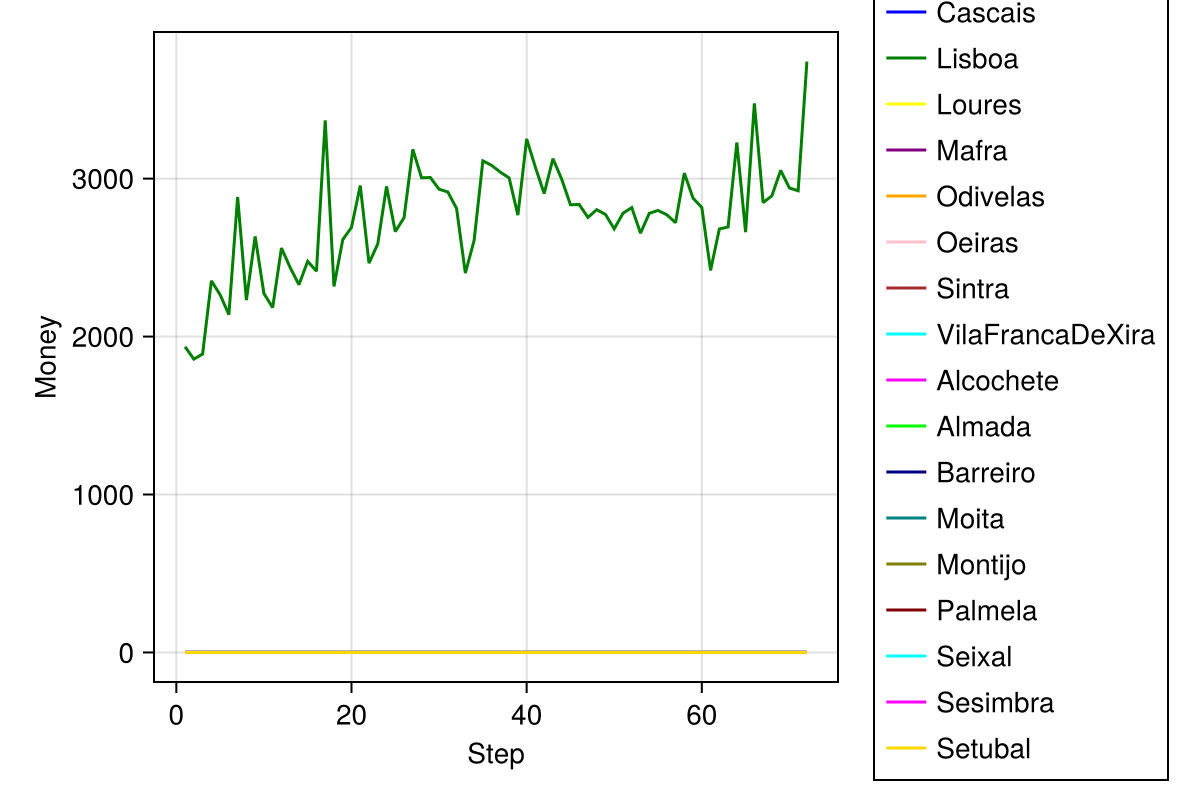 Cascais
Lisboa
Loures
Mafra
Odivelas
Oeiras
Sintra
VilaFrancaDeXira
Alcochete
Almada
Barreiro
Moita
Montijo
Palmela
Seixal
Sesimbra
Setubal
Money
3000
2000
1000
0
0 20 40 60
Step